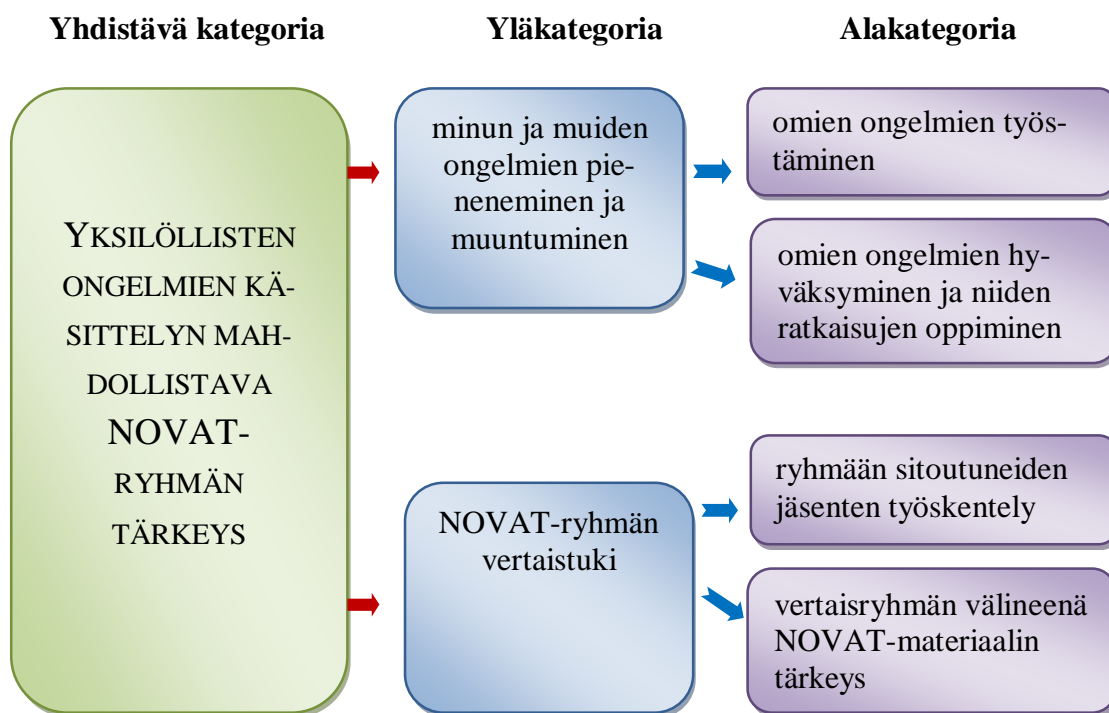 Yhdistävä kategoria
Yläkategoria
Alakategoria
YKSILÖLLISTEN
ONGELMIEN KÄ-
SITTELYN MAH-
DOLLISTAVA
NOVAT-
RYHMÄN
TÄRKEYS
minun ja muiden
ongelmien pie-
neneminen ja
muuntuminen
omien ongelmien työs-
täminen
omien ongelmien hy-
väksyminen ja niiden
ratkaisujen oppiminen
NOVAT-ryhmän
vertaistuki
ryhmään sitoutuneiden
jäsenten työskentely
vertaisryhmän välineenä
NOVAT-materiaalin
tärkeys